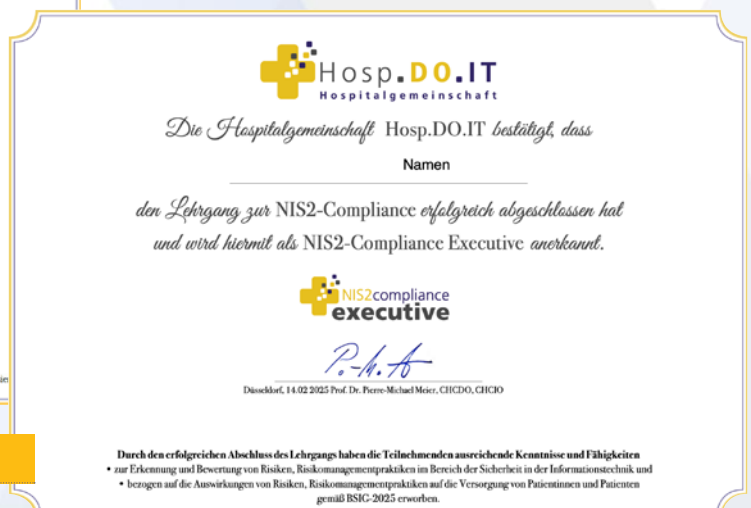 Hosp.DO.IT
Hospitalgemeinschaft
Die Hospitalgemeinschaft Hosp.DO.IT bestätigt, dass
Namen
den Lehrgang zur NIS2-Compliance erfolgreich abgeschlossen hat
und wird hiermit als NIS2-Compliance Executive anerkannt.
NIS2compliance
executive
P.-M.
Düsseldorf, 14.02 2025 Prof. Dr. Pierre-Michael Meier, CHCDO, CHCIO
Durch den erfolgreichen Abschluss des Lehrgangs haben die Teilnehmenden ausreichende Kenntnisse und Fähigkeiten
• zur Erkennung und Bewertung von Risiken, Risikomanagementpraktiken im Bereich der Sicherheit in der Informationstechnik und
• bezogen auf die Auswirkungen von Risiken, Risikomanagementpraktiken auf die Versorgung von Patientinnen und Patienten
gemäß BSIG-2025 erworben.